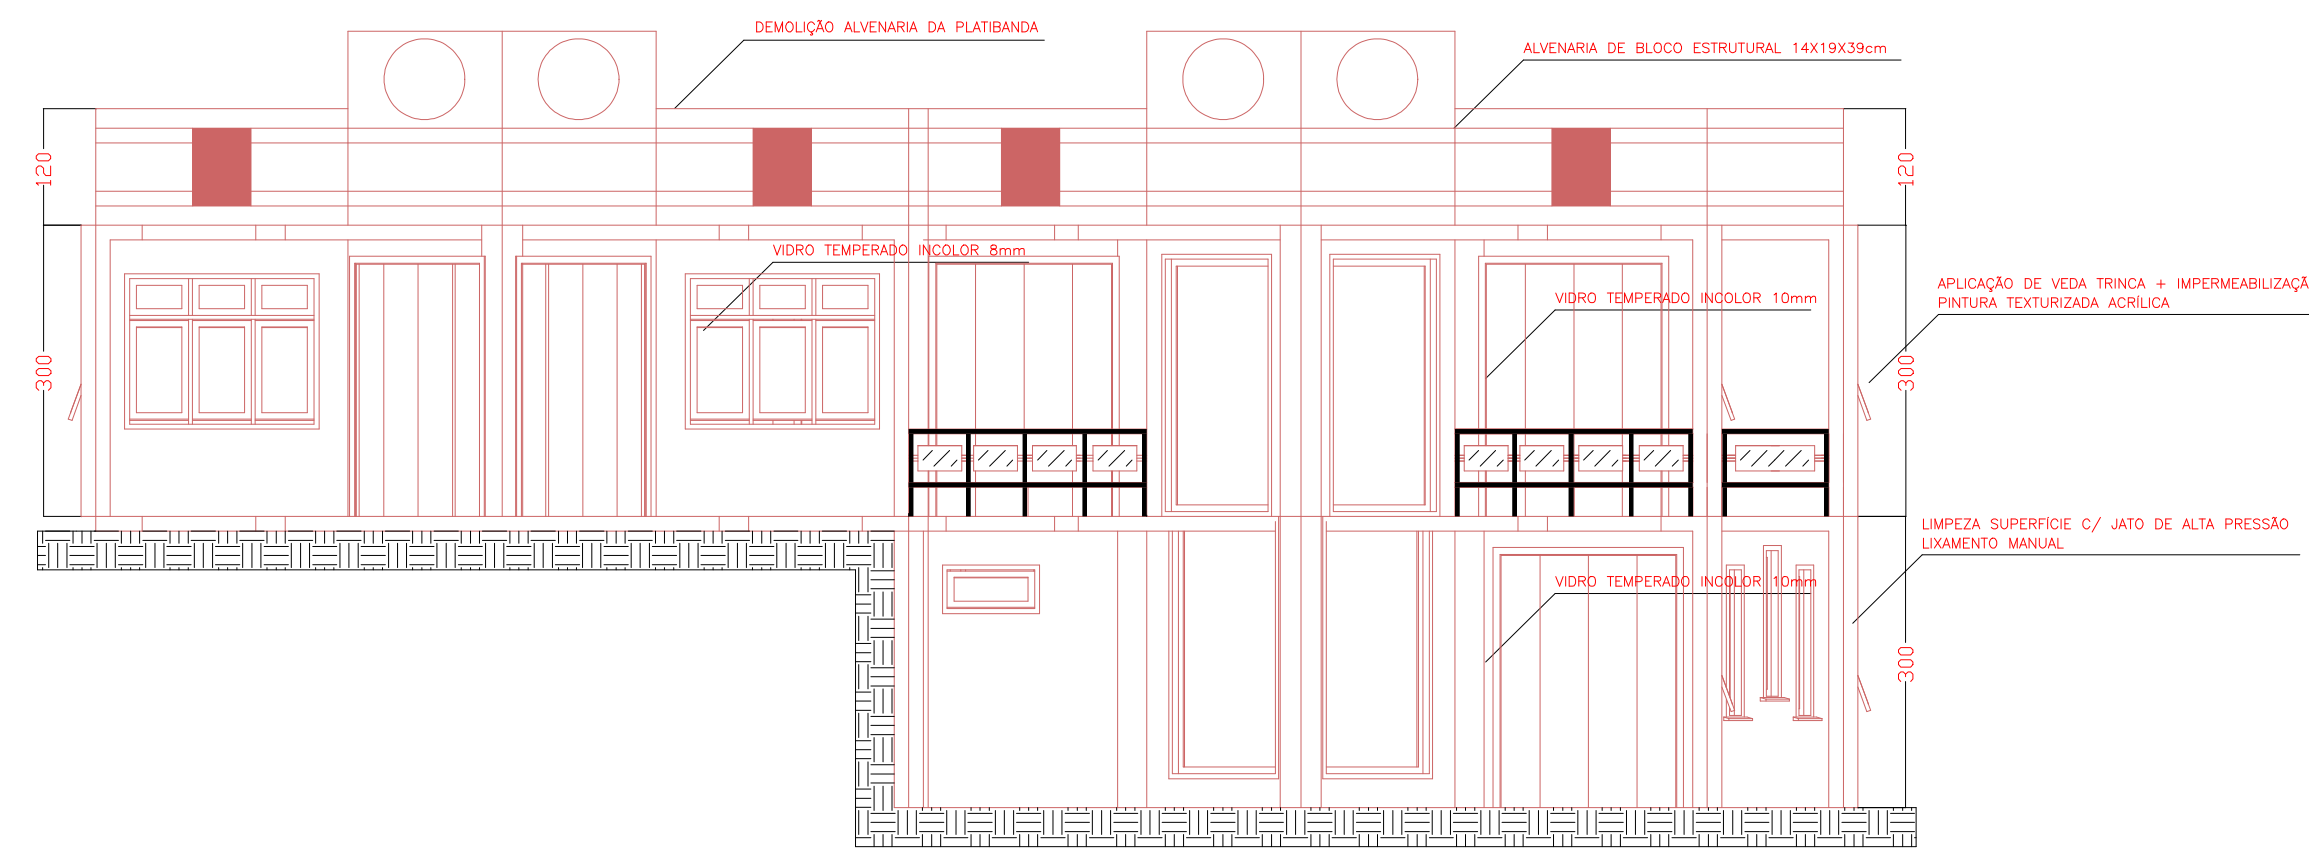 DEMOLIÇÃO ALVENARIA DA PLATIBANDA
ALVENARIA DE BLOCO ESTRUTURAL 14X19X39cm
120
120
VIDRO TEMPERADO INCOLOR 8mm
VIDRO TEMPERADO INCOLOR 10mm
APLICAÇÃO DE VEDA TRINCA + IMPERMEABILIZAÇÃ
PINTURA TEXTURIZADA ACRÍLICA
300
300
LIMPEZA SUPERFÍCIE C/ JATO DE ALTA PRESSÃO
LIXAMENTO MANUAL
VIDRO TEMPERADO INCOLOR 10mm
300